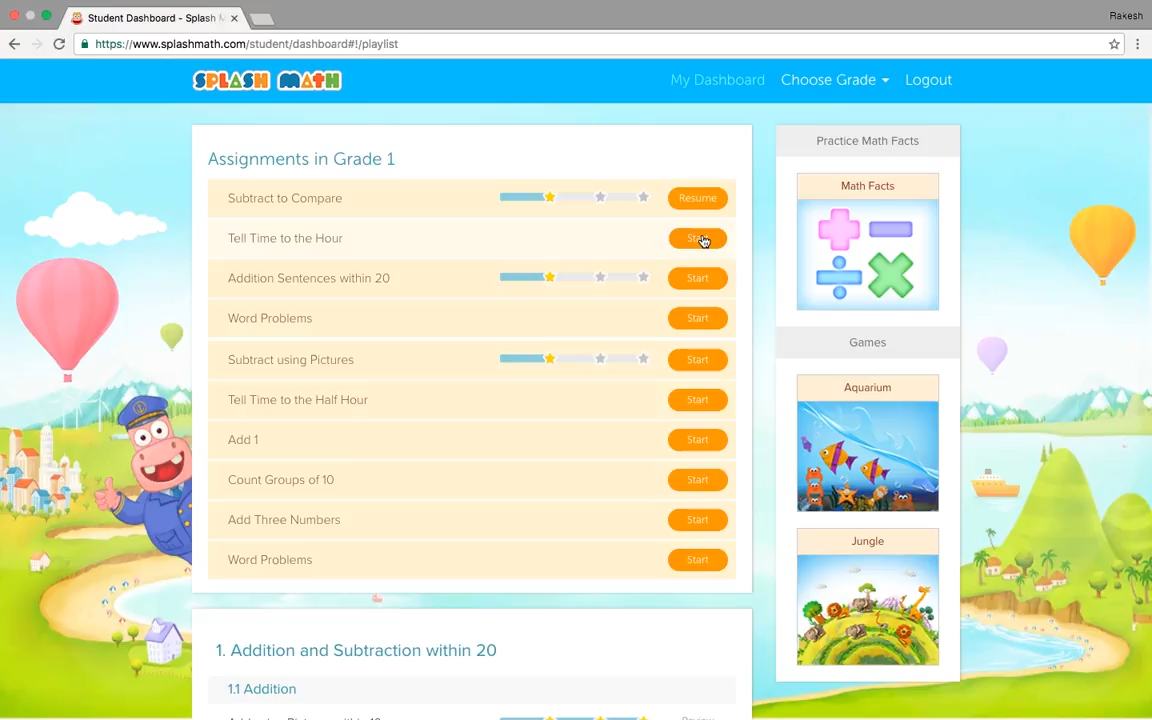 Student Dashboard - Splash M
Rakesh
https://www.splashmath.com/student/dashboard#!/playlist
SPLASH MATH
My Dashboard
Choose Grade
Logout
Assignments in Grade 1
Subtract to Compare
Resume
Tell Time to the Hour
Start
Addition Sentences within 20
Start
Word Problems
Start
Subtract using Pictures
Start
Tell Time to the Half Hour
Start
Add 1
Start
Count Groups of 10
Start
Add Three Numbers
Start
Word Problems
Start
1. Addition and Subtraction within 20
1.1 Addition
Practice Math Facts
Math Facts
Games
Aquarium
Jungle